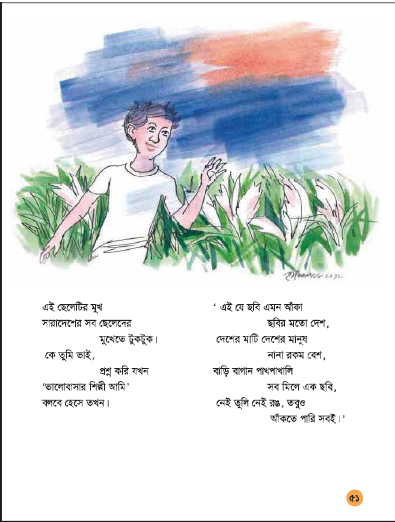 এই ছেলেটির মুখ
সারাদেশের সব ছেলেদের
মুখেতে টুকটুক।
কে তুমি ভাই,
প্রশ্ন করি যখন
‘ভালোবাসার শিল্পী আমি’
বলবে হেসে তখন।
‘ এই যে ছবি এমন আঁকা
ছবির মতো দেশ,
দেশের মাটি দেশের মানুষ
নানা রকম বেশ,
বাড়ি বাগান পাখপাখালি
সব মিলে এক ছবি,
নেই তুলি নেই রঙ, তবুও
আঁকতে পারি সবই।’
৫১